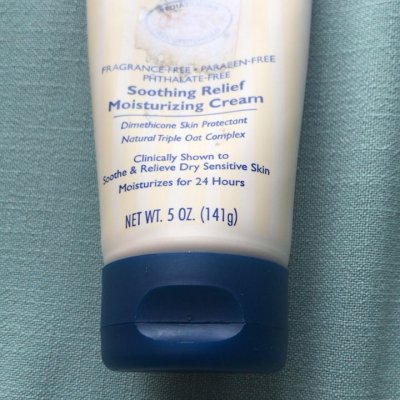 FRAGRANCE-FREE • PARABEN-FREE
PHTHALATE-FREE
Soothing Relief
Moisturizing Cream
Dimethicone Skin Protectant
Natural Triple Oat Complex
Clinically Shown to
Soothe & Relieve Dry Sensitive Skin
Moisturizes for 24 Hours
NET WT. 5 OZ. (141g)